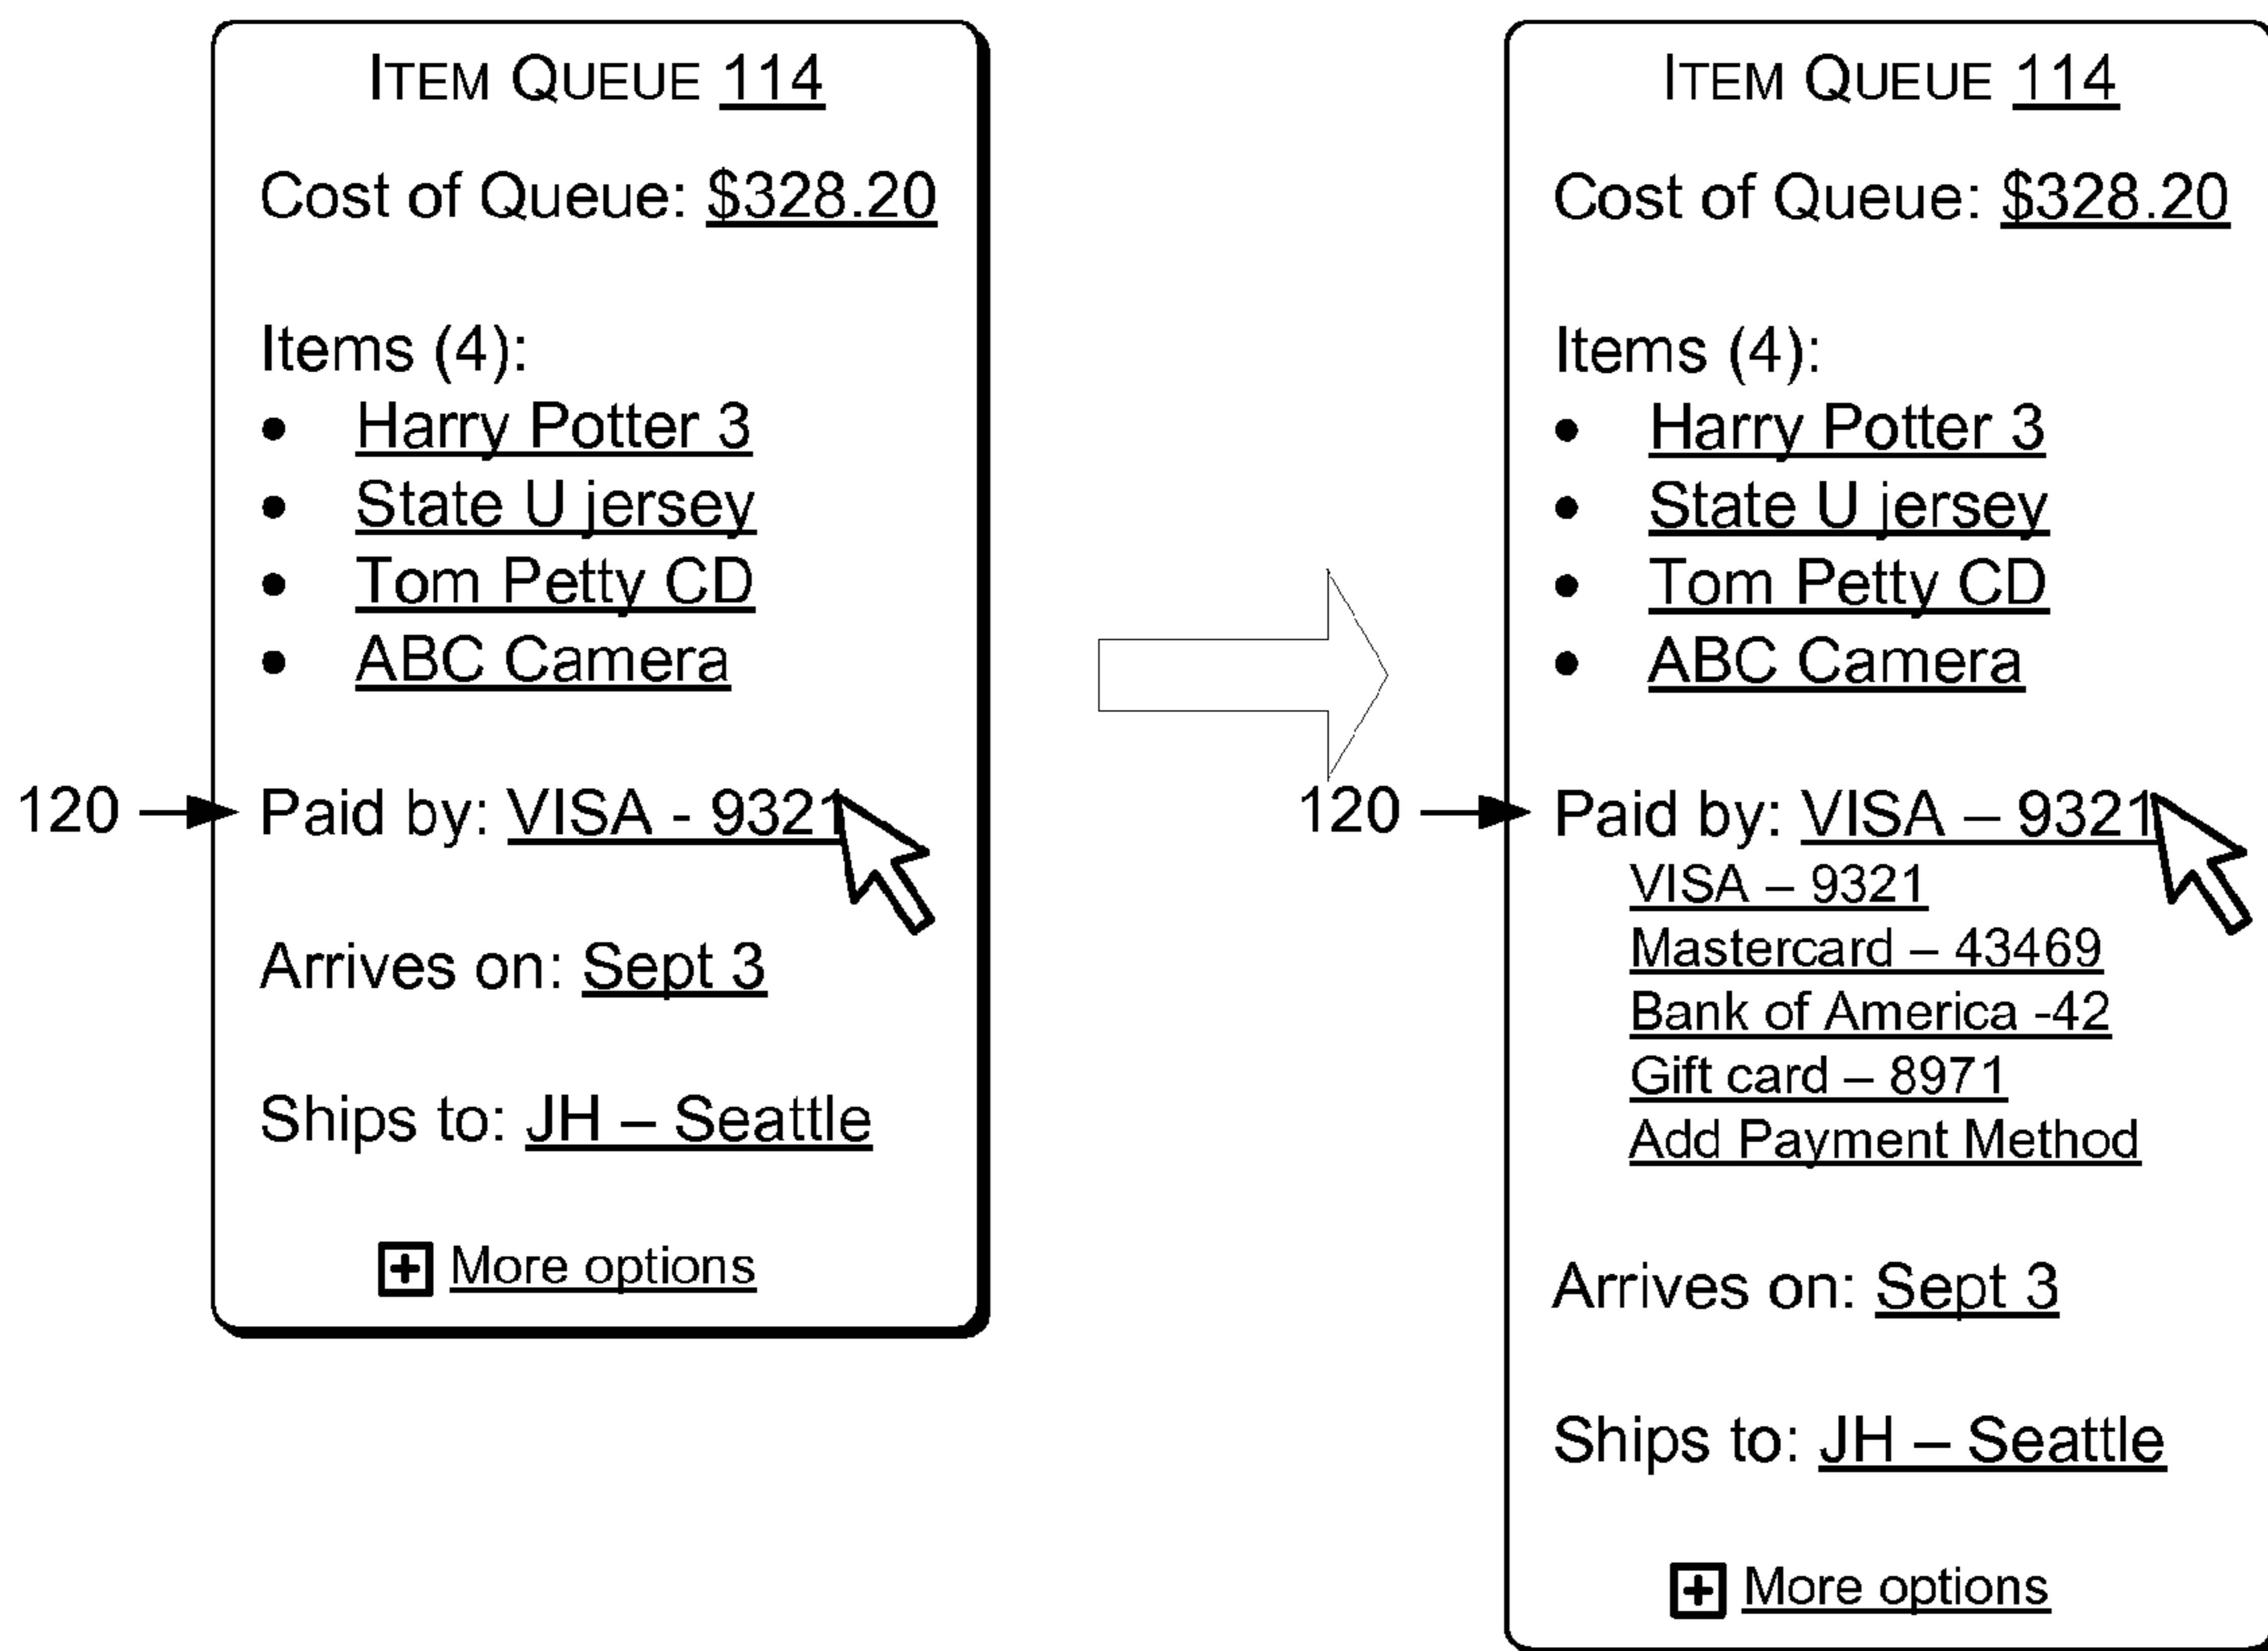 ITEM QUEUE 114
Cost of Queue: $328.20
Items (4):
• Harry Potter 3
• State U jersey
• Tom Petty CD
• ABC Camera
120
Paid by: VISA - 9321
Arrives on: Sept 3
Ships to: JH – Seattle
More options
ITEM QUEUE 114
Cost of Queue: $328.20
Items (4):
• Harry Potter 3
• State U jersey
• Tom Petty CD
• ABC Camera
120
Paid by: VISA – 9321
VISA – 9321
Mastercard – 43469
Bank of America -42
Gift card – 8971
Add Payment Method
Arrives on: Sept 3
Ships to: JH – Seattle
More options